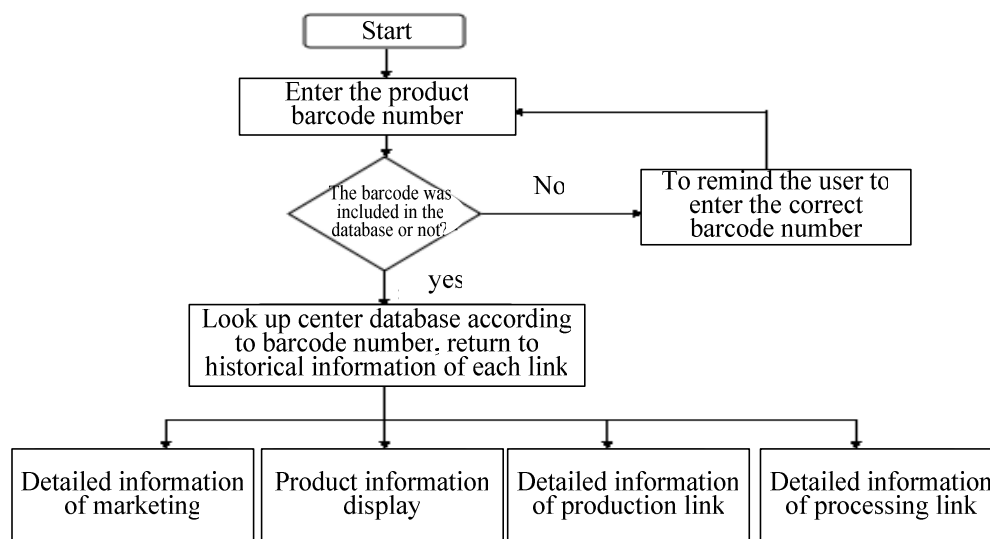 Start
Enter the product
barcode number
The barcode was
included in the
database or not?
No
To remind the user to
enter the correct
barcode number
yes
Look up center database according
to barcode number, return to
historical information of each link
Detailed information
of marketing
Product information
display
Detailed information
of production link
Detailed information
of processing link